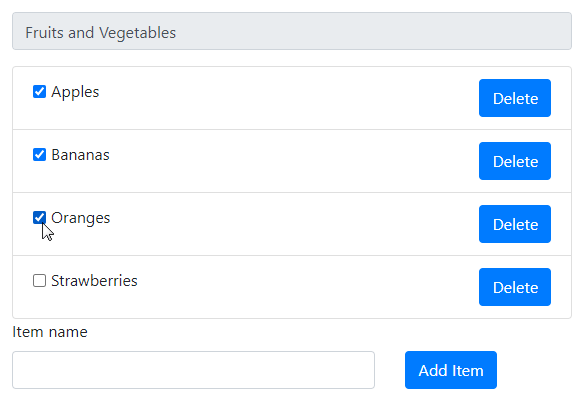 Fruits and Vegetables
Apples Delete
Bananas Delete
Oranges Delete
Strawberries Delete
Item name
Add Item